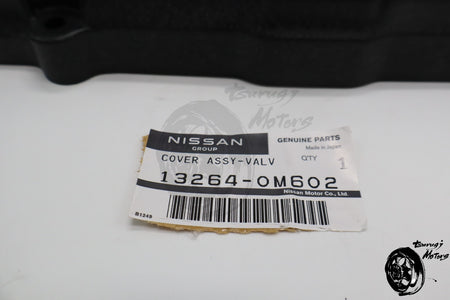 Tsurugi
Motors
NISSAN
GROUP
GENUINE PARTS
Made in Japan
COVER ASSY-VALV
QTY
1
13264-0M602
Nissan Motor Co., Ltd.
B1249
Tsurugi
Motors